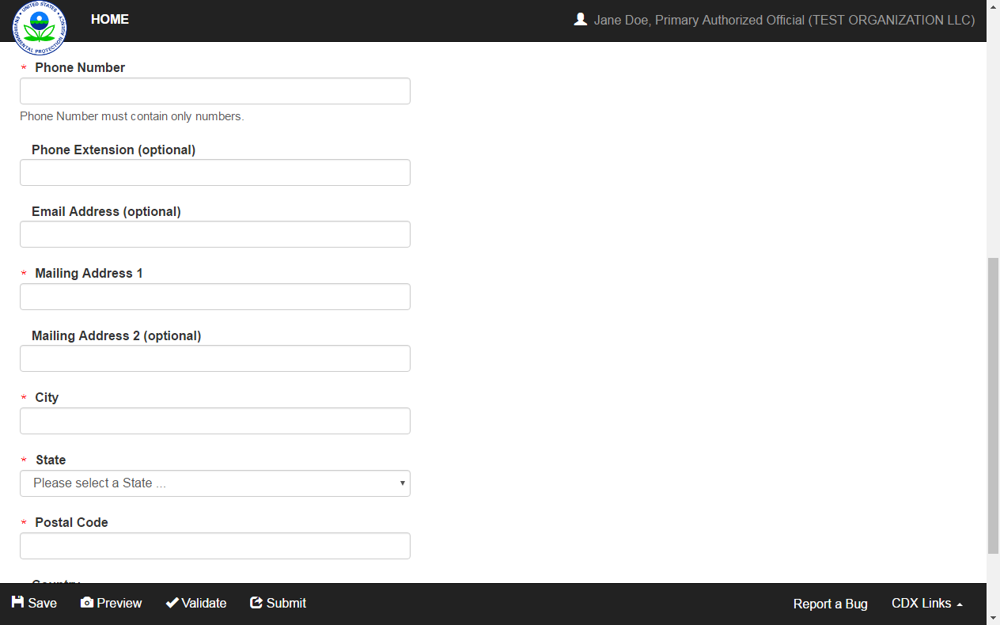 UNITED STATES
ENVIRONMENTAL PROTECTION AGENCY
HOME
Jane Doe, Primary Authorized Official (TEST ORGANIZATION LLC)
* Phone Number
Phone Number must contain only numbers.
Phone Extension (optional)
Email Address (optional)
* Mailing Address 1
Mailing Address 2 (optional)
* City
* State
Please select a State ...
* Postal Code
Country
Save
Preview
Validate
Submit
Report a Bug
CDX Links